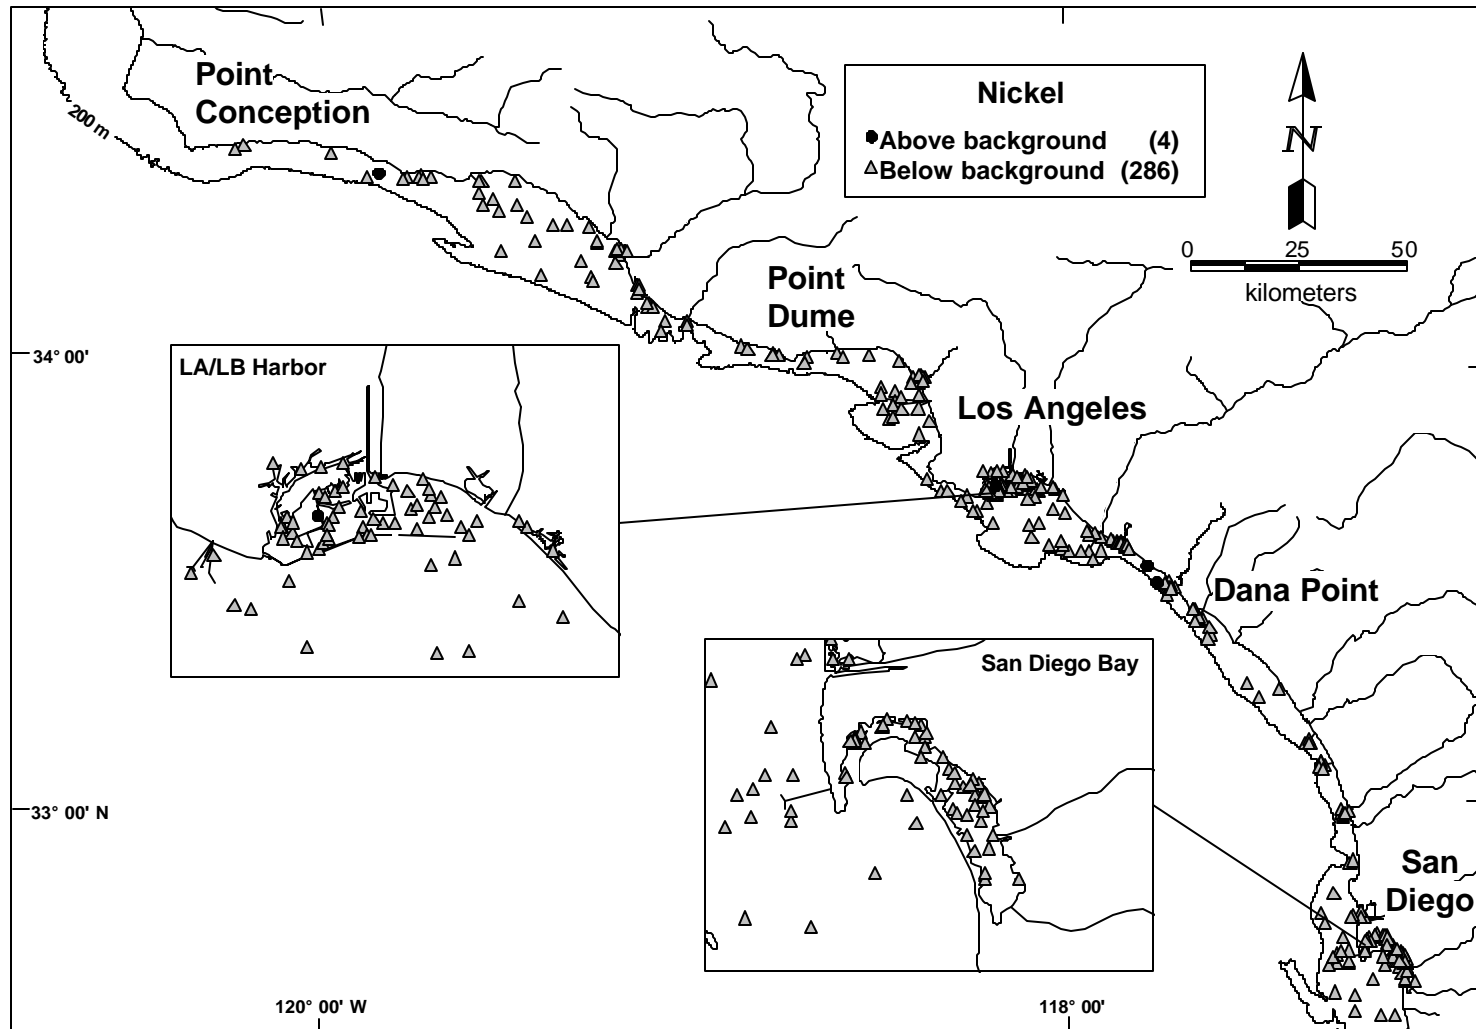 Point
Conception
200 m
Nickel
Above background (4)
Below background (286)
N
0 25 50
kilometers
Point
Dume
34° 00'
LA/LB Harbor
Los Angeles
Dana Point
San Diego Bay
33° 00' N
San
Diego
120° 00' W
118° 00'